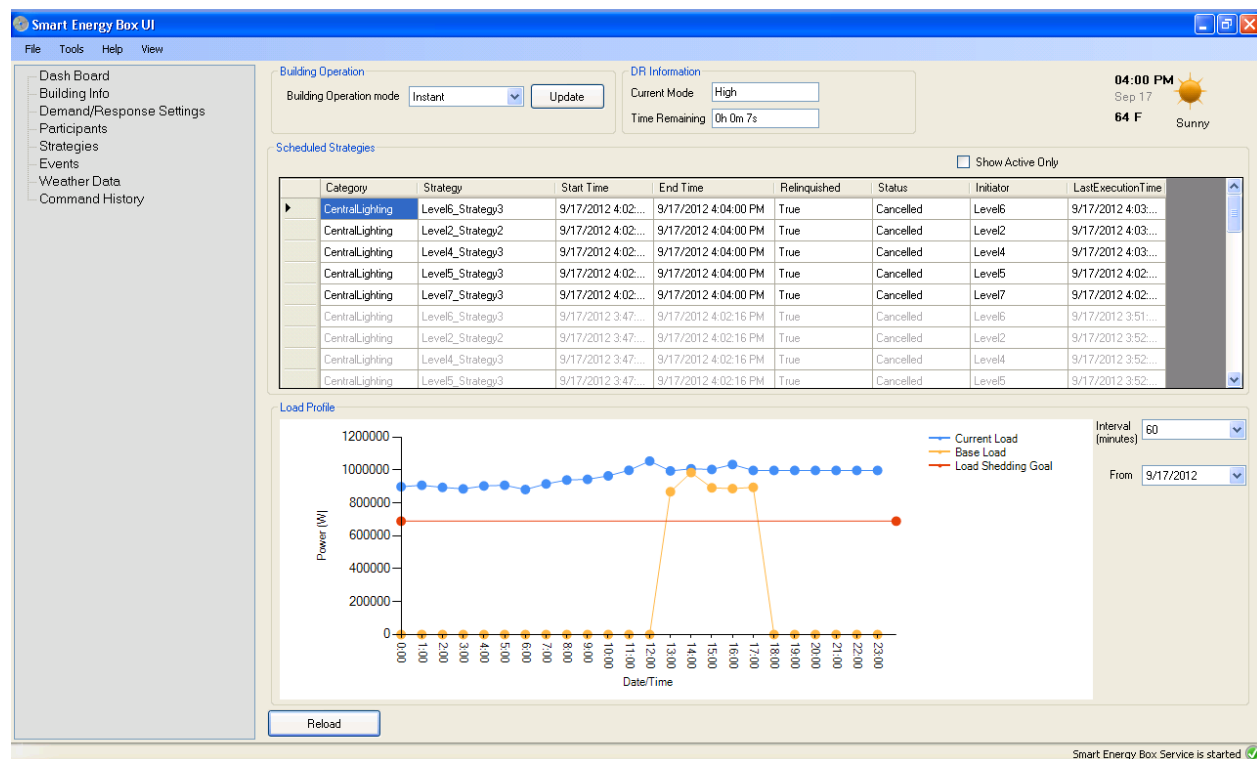 Smart Energy Box UI
File Tools Help View
Dash Board
Building Info
Demand/Response Settings
Participants
Strategies
Events
Weather Data
Command History
Building Operation
Building Operation mode Instant Update
DR Information
Current Mode High
Time Remaining 0h 0m 7s
04:00 PM
Sep 17
64 F Sunny
Scheduled Strategies
Show Active Only
Category Strategy Start Time End Time Relinquished Status Initiator LastExecutionTime
CentralLighting Level6_Strategy3 9/17/2012 4:02:... 9/17/2012 4:04:00 PM True Cancelled Level6 9/17/2012 4:03:...
CentralLighting Level2_Strategy2 9/17/2012 4:02:... 9/17/2012 4:04:00 PM True Cancelled Level2 9/17/2012 4:03:...
CentralLighting Level4_Strategy3 9/17/2012 4:02:... 9/17/2012 4:04:00 PM True Cancelled Level4 9/17/2012 4:03:...
CentralLighting Level5_Strategy3 9/17/2012 4:02:... 9/17/2012 4:04:00 PM True Cancelled Level5 9/17/2012 4:02:...
CentralLighting Level7_Strategy3 9/17/2012 4:02:... 9/17/2012 4:04:00 PM True Cancelled Level7 9/17/2012 4:02:...
CentralLighting Level6_Strategy3 9/17/2012 3:47:... 9/17/2012 4:02:16 PM True Cancelled Level6 9/17/2012 3:51:...
CentralLighting Level2_Strategy2 9/17/2012 3:47:... 9/17/2012 4:02:16 PM True Cancelled Level2 9/17/2012 3:52:...
CentralLighting Level4_Strategy3 9/17/2012 3:47:... 9/17/2012 4:02:16 PM True Cancelled Level4 9/17/2012 3:52:...
CentralLighting Level5_Strategy3 9/17/2012 3:47:... 9/17/2012 4:02:16 PM True Cancelled Level5 9/17/2012 3:52:...
Load Profile
1200000
1000000
800000
600000
400000
200000
0
Power [W]
0:00 1:00 2:00 3:00 4:00 5:00 6:00 7:00 8:00 9:00 10:00 11:00 12:00 13:00 14:00 15:00 16:00 17:00 18:00 19:00 20:00 21:00 22:00 23:00
Date/Time
Current Load
Base Load
Load Shedding Goal
Interval
(minutes) 60
From 9/17/2012
Reload
Smart Energy Box Service is started